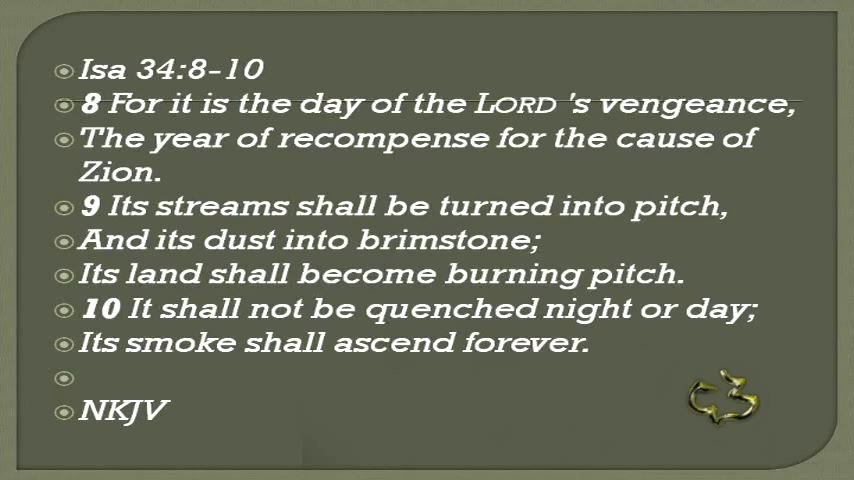 Isa 34:8-10
8 For it is the day of the LORD 's vengeance,
The year of recompense for the cause of
Zion.
9 Its streams shall be turned into pitch,
And its dust into brimstone;
Its land shall become burning pitch.
10 It shall not be quenched night or day;
Its smoke shall ascend forever.
NKJV